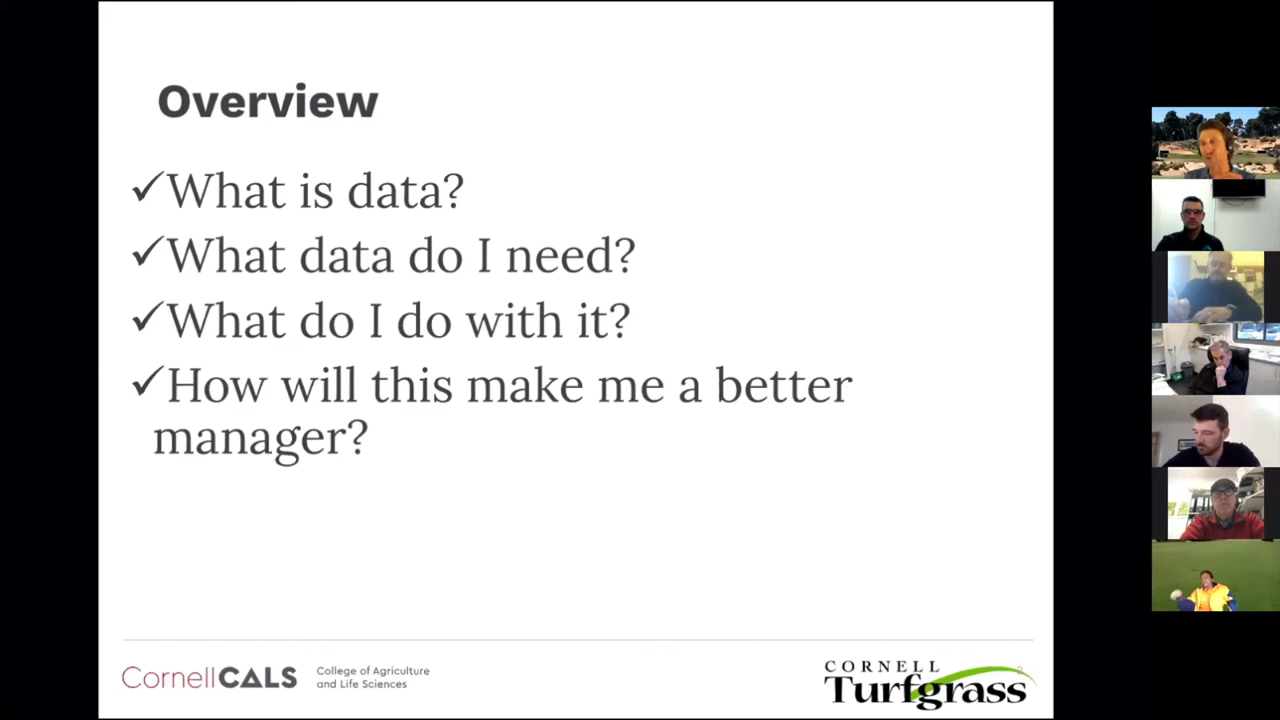 Overview
✓What is data?
✓What data do I need?
✓What do I do with it?
✓How will this make me a better
manager?
CornellCALS
College of Agriculture
and Life Sciences
CORNELL
Turfgrass